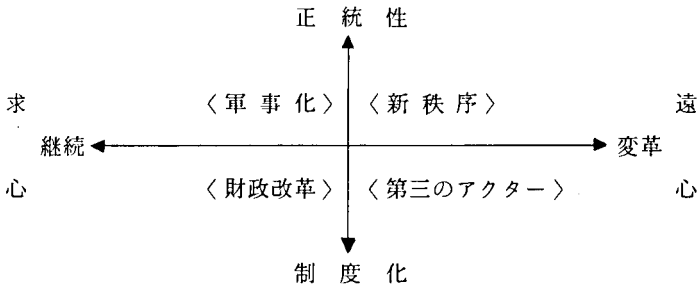 正統性
求 〈軍事化〉 〈新秩序〉 遠
継続 変革
心 〈財政改革〉 〈第三のアクター〉 心
制度化